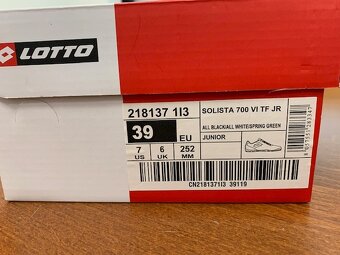 LOTTO
218137 1I3
SOLISTA 700 VI TF JR
39 EU
ALL BLACK/ALL WHITE/SPRING GREEN
JUNIOR
7 6 252
US UK MM
CN2181371I3 39119